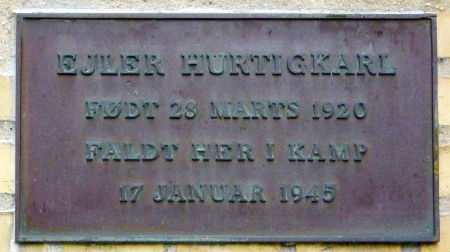 EJLER HURTIGKARL
FØDT 28 MARTS 1920
FALDT HER I KAMP
17 JANUAR 1945